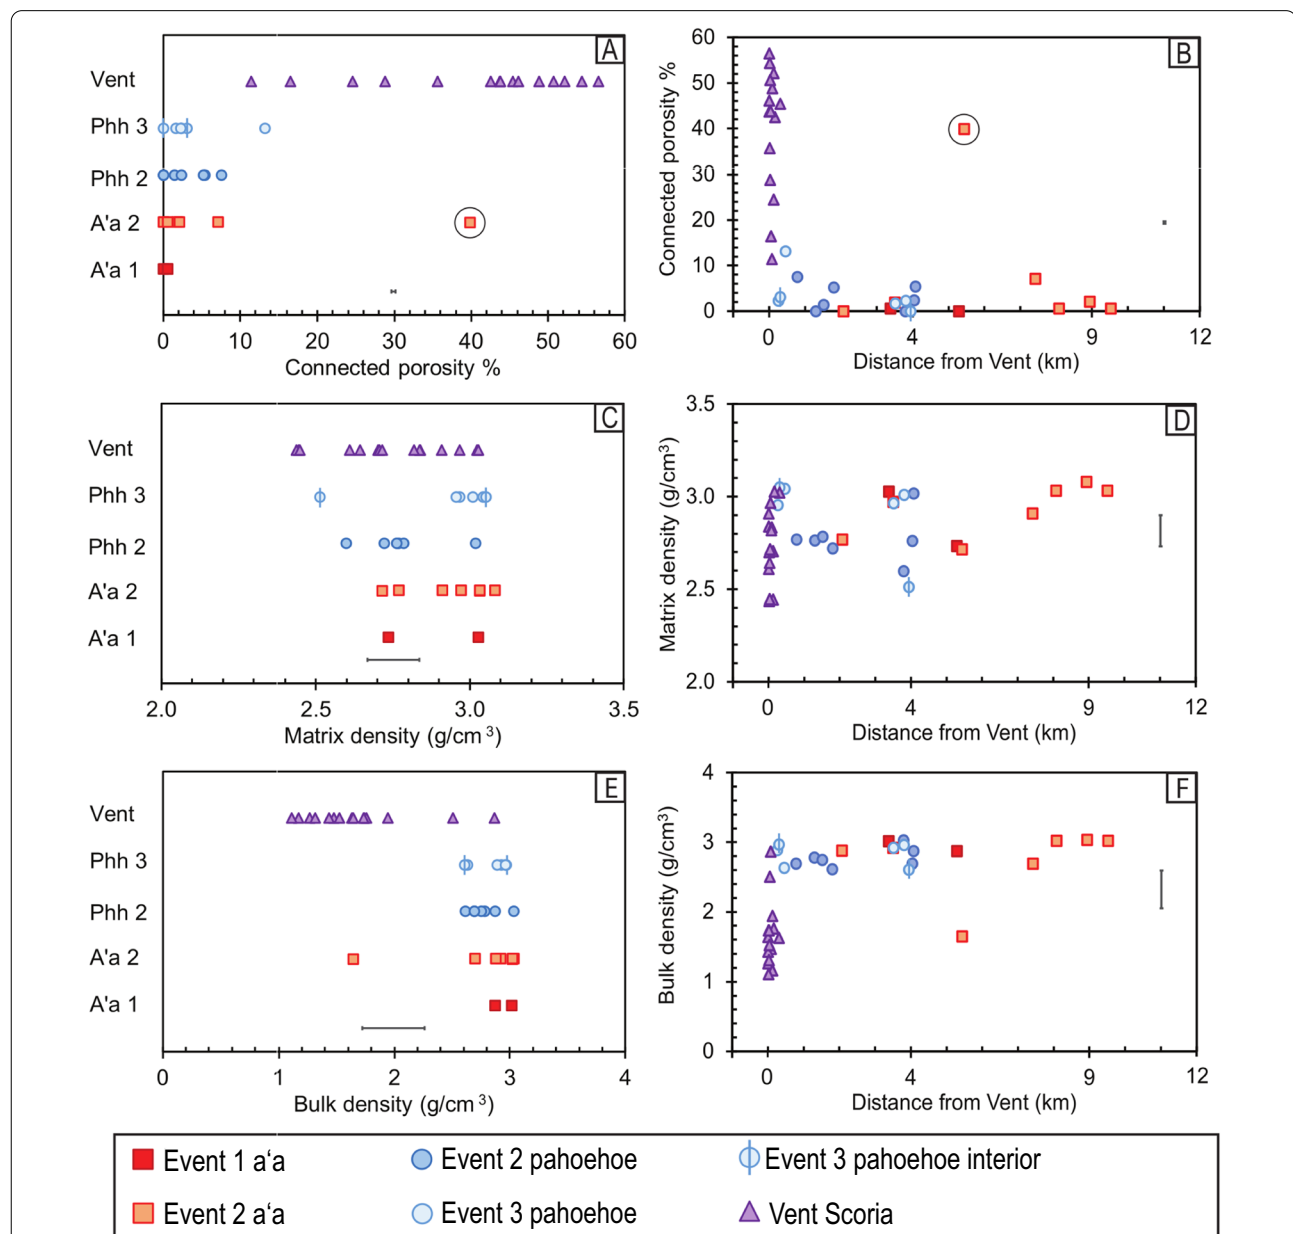 A
Vent
Phh 3
Phh 2
A'a 2
A'a 1
0 10 20 30 40 50 60
Connected porosity %
B
60
50
40
30
20
10
0
Connected porosity %
0 4 9 12
Distance from Vent (km)
C
Vent
Phh 3
Phh 2
A'a 2
A'a 1
2.0 2.5 3.0 3.5
Matrix density (g/cm³)
D
3.5
3.0
2.5
2.0
Matrix density (g/cm³)
0 4 9 12
Distance from Vent (km)
E
Vent
Phh 3
Phh 2
A'a 2
A'a 1
0 1 2 3 4
Bulk density (g/cm³)
F
4
3
2
1
0
Bulk density (g/cm³)
0 4 9 12
Distance from Vent (km)
Event 1 a‘a
Event 2 pahoehoe
Event 3 pahoehoe interior
Event 2 a‘a
Event 3 pahoehoe
Vent Scoria